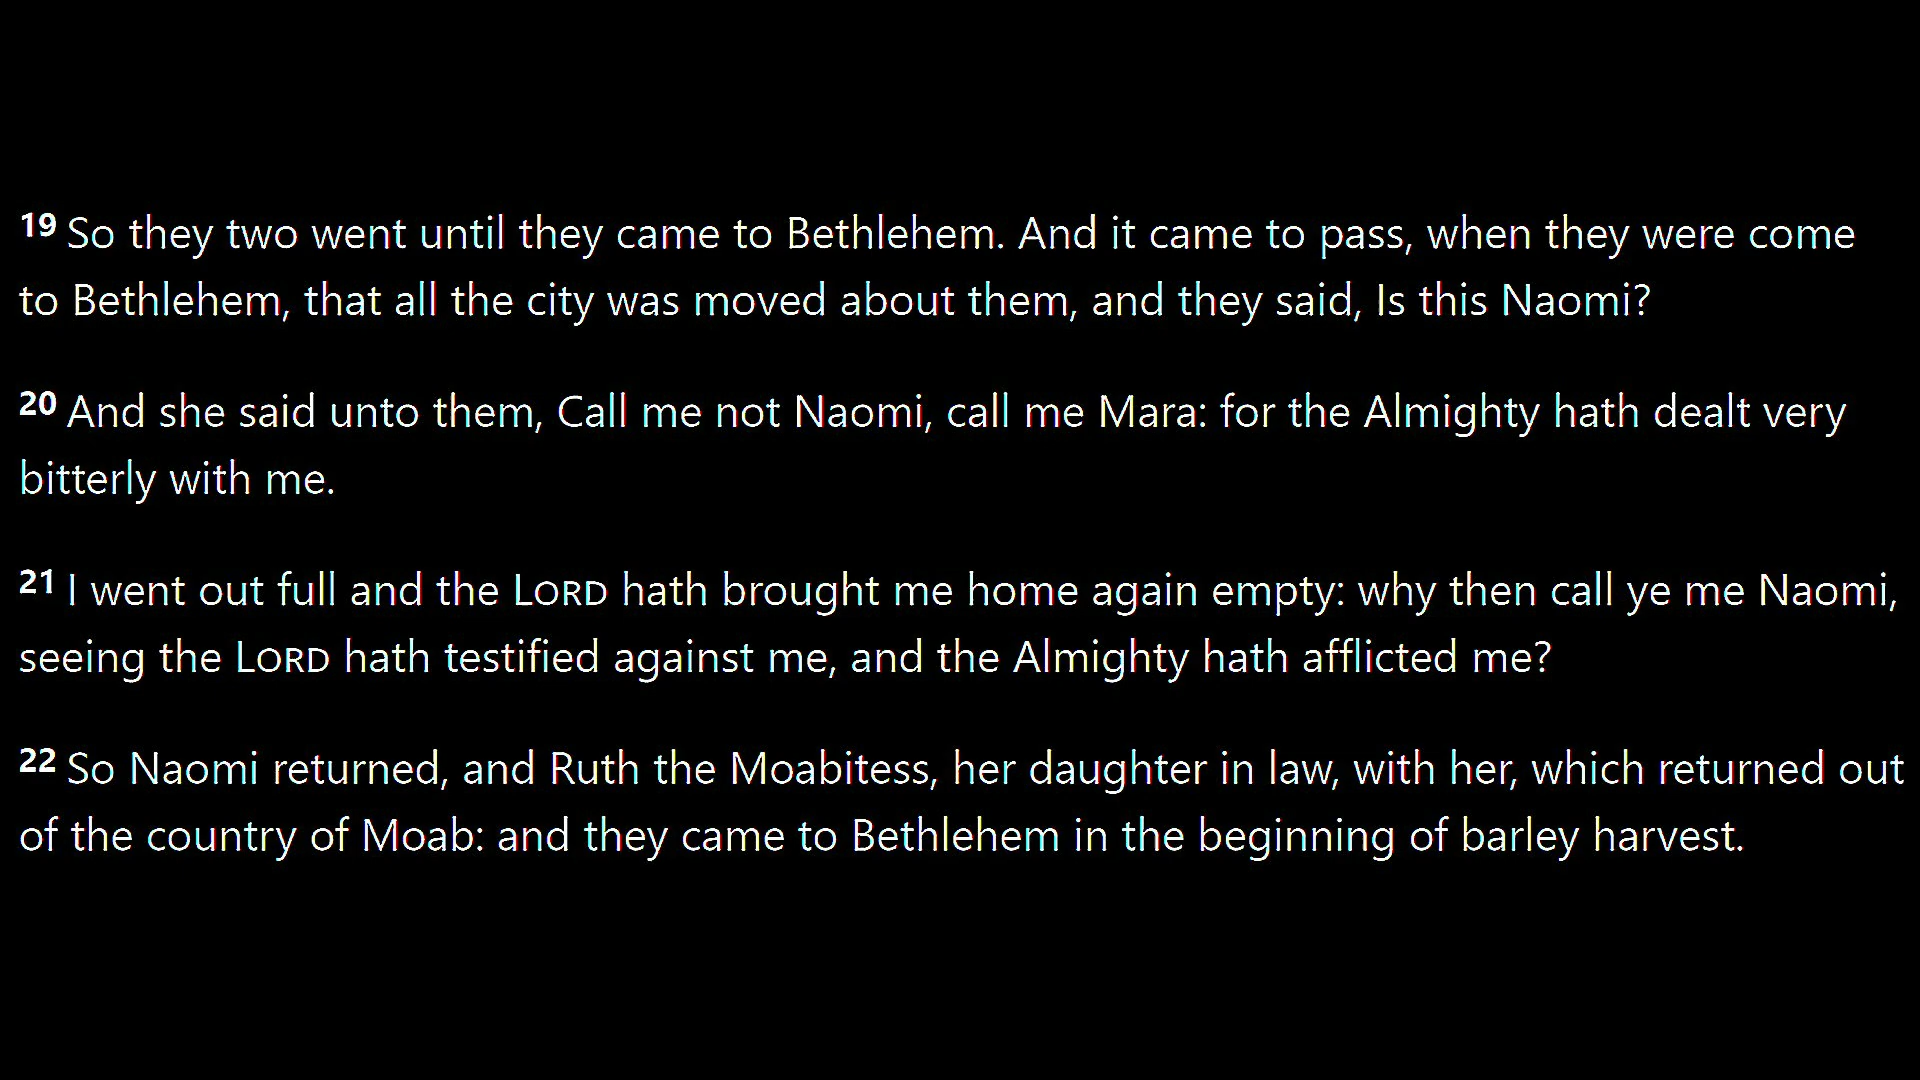 19 So they two went until they came to Bethlehem. And it came to pass, when they were come
to Bethlehem, that all the city was moved about them, and they said, Is this Naomi?
20 And she said unto them, Call me not Naomi, call me Mara: for the Almighty hath dealt very
bitterly with me.
21 I went out full and the LORD hath brought me home again empty: why then call ye me Naomi,
seeing the LORD hath testified against me, and the Almighty hath afflicted me?
22 So Naomi returned, and Ruth the Moabitess, her daughter in law, with her, which returned out
of the country of Moab: and they came to Bethlehem in the beginning of barley harvest.